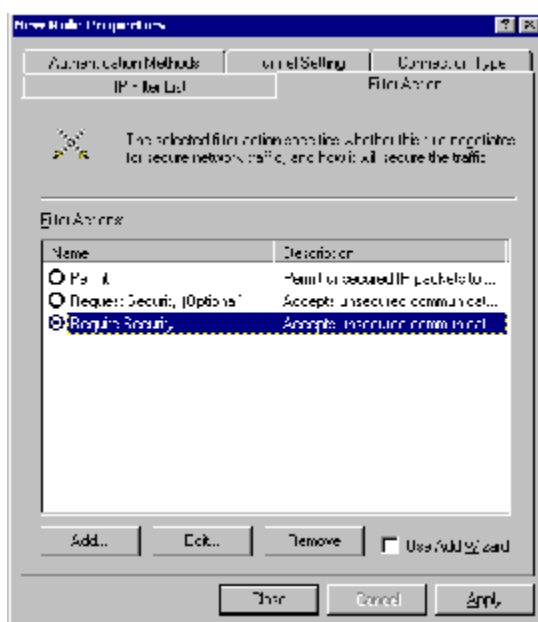 New Rule Properties
Authentication Methods
Tunnel Setting
Connection Type
IP Filter List
Filter Action
The selected filter action specifies whether this rule negotiates
for secure network traffic, and how it will secure the traffic
Filter Actions:
Name
Description
Permit
Permit unsecured IP packets to ...
Request Security (Optional)
Accepts unsecured communicat...
Require Security
Accepts unsecured communicat...
Add...
Edit...
Remove
Use Add Wizard
Close
Cancel
Apply